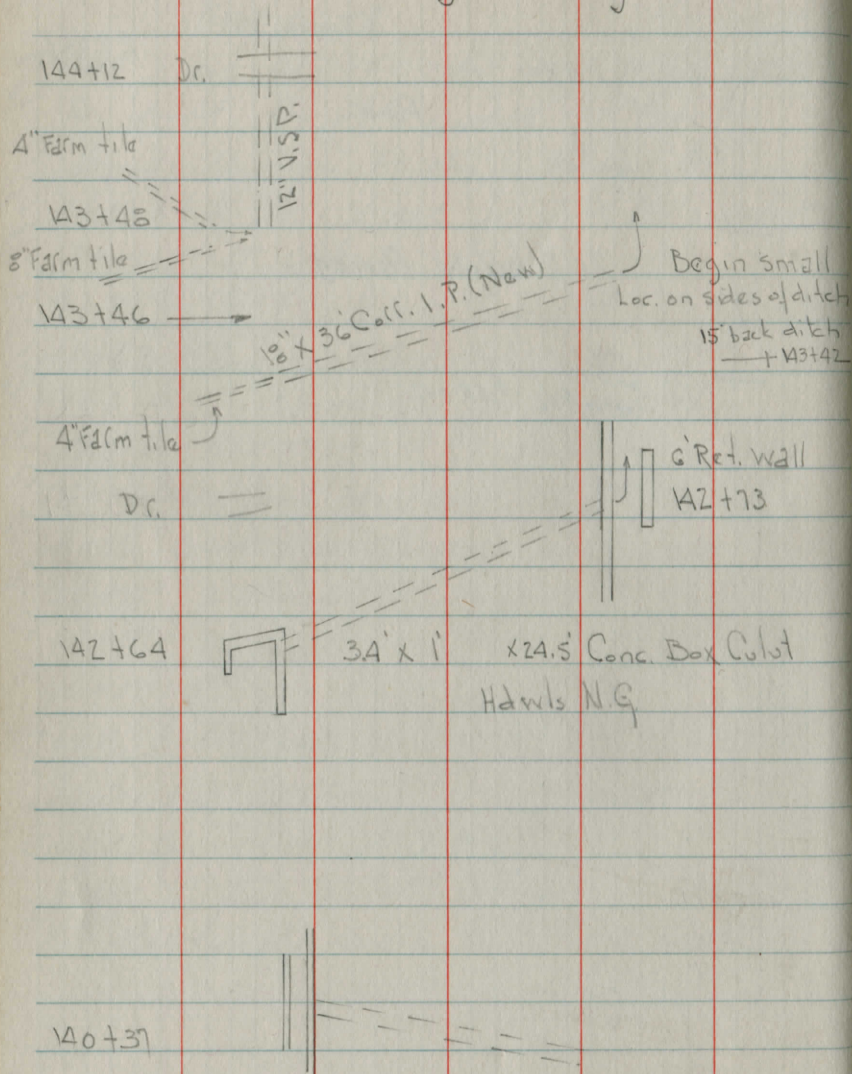 144+12 Dr.
4" Farm tile
12" V.S.P.
143+48
8" Farm tile
143+46
18" x 36' Corr. I.P. (New)
Begin small
Loc. on sides of ditch
15' back ditch
143+42
4" Farm tile
6' Ret. wall
Dr.
142+73
142+64 3.4' x 1' x24.5' Conc. Box Culvt
Hdwls N.G.
140+37